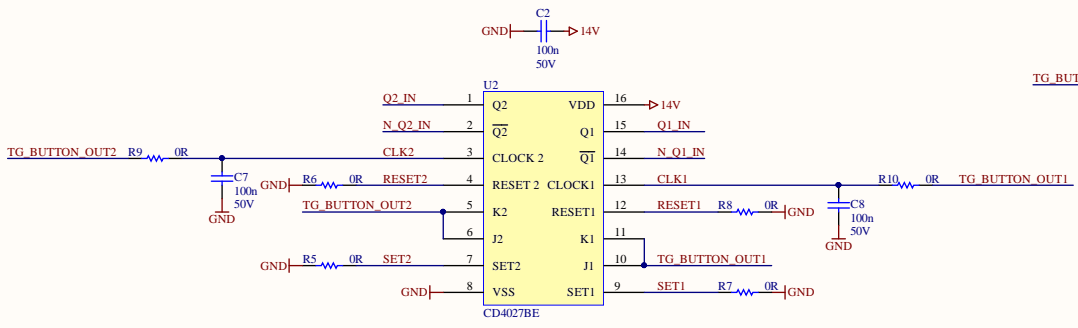 C2
GND 14V
100n
50V
U2
TG_BUT
Q2_IN 1 Q2 VDD 16 14V
N_Q2_IN 2 Q2 Q1 15 Q1_IN
TG_BUTTON_OUT2 R9 0R CLK2 3 CLOCK 2 Q1 14 N_Q1_IN
C7
100n
50V
GND
GND R6 0R RESET2 4 RESET 2 CLOCK1 13 CLK1 R10 0R TG_BUTTON_OUT1
C8
100n
50V
GND
TG_BUTTON_OUT2 5 K2 RESET1 12 RESET1 R8 0R GND
6 J2 K1 11
GND R5 0R SET2 7 SET2 J1 10 TG_BUTTON_OUT1
GND 8 VSS SET1 9 SET1 R7 0R GND
CD4027BE